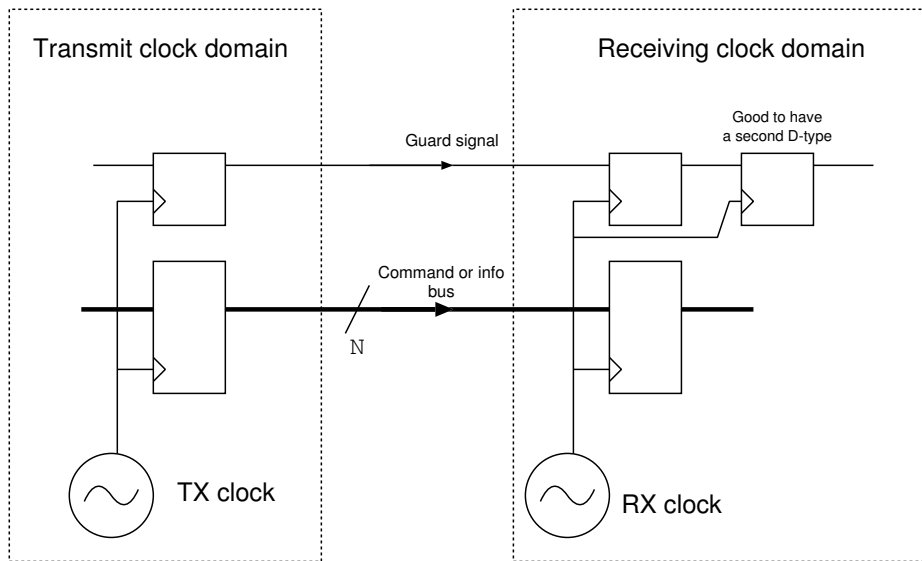 Transmit clock domain
Receiving clock domain
Good to have
a second D-type
Guard signal
Command or info
bus
N
TX clock
RX clock